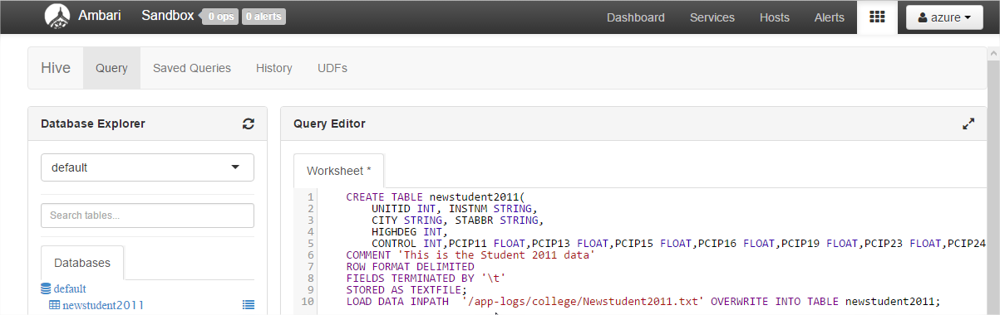 Ambari Sandbox 0 ops 0 alerts Dashboard Services Hosts Alerts azure
Hive Query Saved Queries History UDFs
Database Explorer
default
Search tables...
Databases
default
newstudent2011
Query Editor
Worksheet *
1 CREATE TABLE newstudent2011(
2 UNITID INT, INSTNM STRING,
3 CITY STRING, STABBR STRING,
4 HIGHDEG INT,
5 CONTROL INT,PCIP11 FLOAT,PCIP13 FLOAT,PCIP15 FLOAT,PCIP16 FLOAT,PCIP19 FLOAT,PCIP23 FLOAT,PCIP24
6 COMMENT 'This is the Student 2011 data'
7 ROW FORMAT DELIMITED
8 FIELDS TERMINATED BY '\t'
9 STORED AS TEXTFILE;
10 LOAD DATA INPATH '/app-logs/college/Newstudent2011.txt' OVERWRITE INTO TABLE newstudent2011;